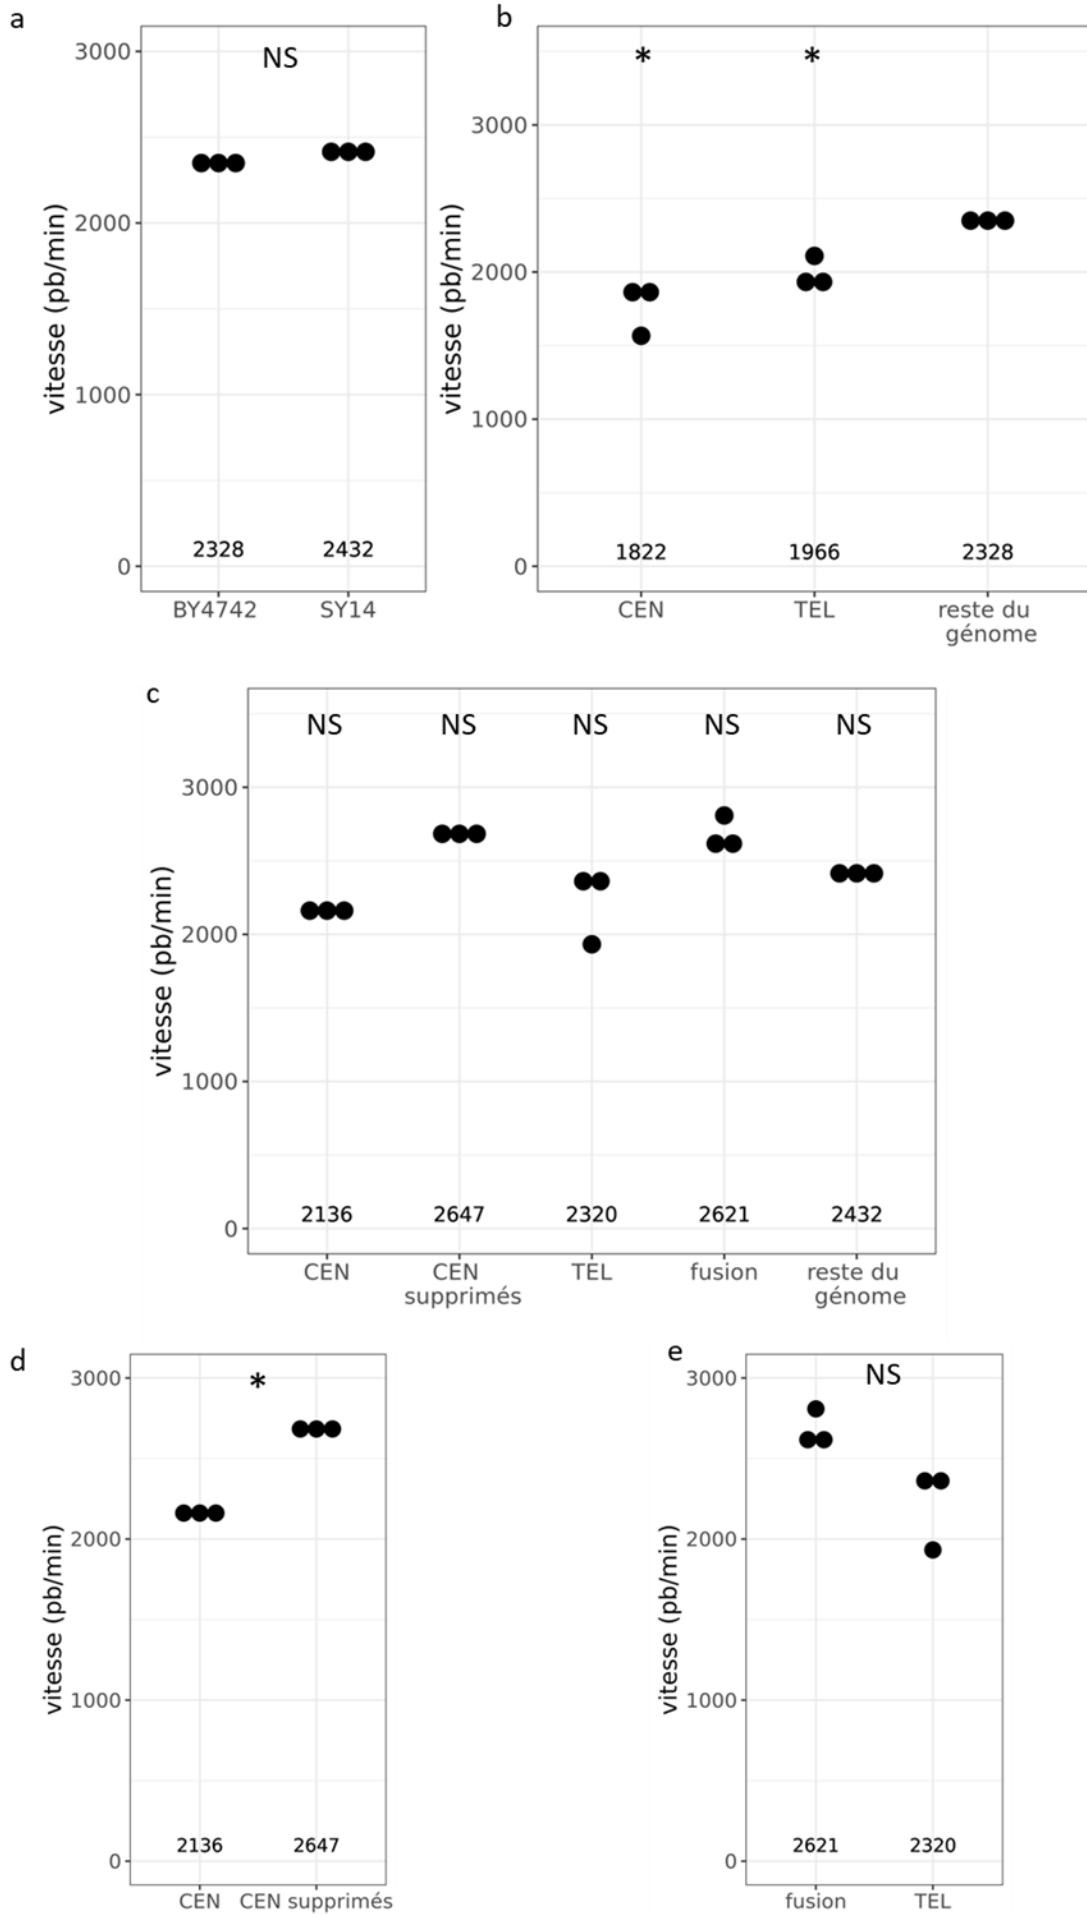 a
NS
3000
2000
1000
0
vitesse (pb/min)
2328 2432
BY4742 SY14
b
* *
3000
2000
1000
0
vitesse (pb/min)
1822 1966 2328
CEN TEL reste du
génome
c
NS NS NS NS NS
3000
2000
1000
0
vitesse (pb/min)
2136 2647 2320 2621 2432
CEN CEN TEL fusion reste du
supprimés génome
d
*
3000
2000
1000
0
vitesse (pb/min)
2136 2647
CEN CEN supprimés
e
NS
3000
2000
1000
0
vitesse (pb/min)
2621 2320
fusion TEL